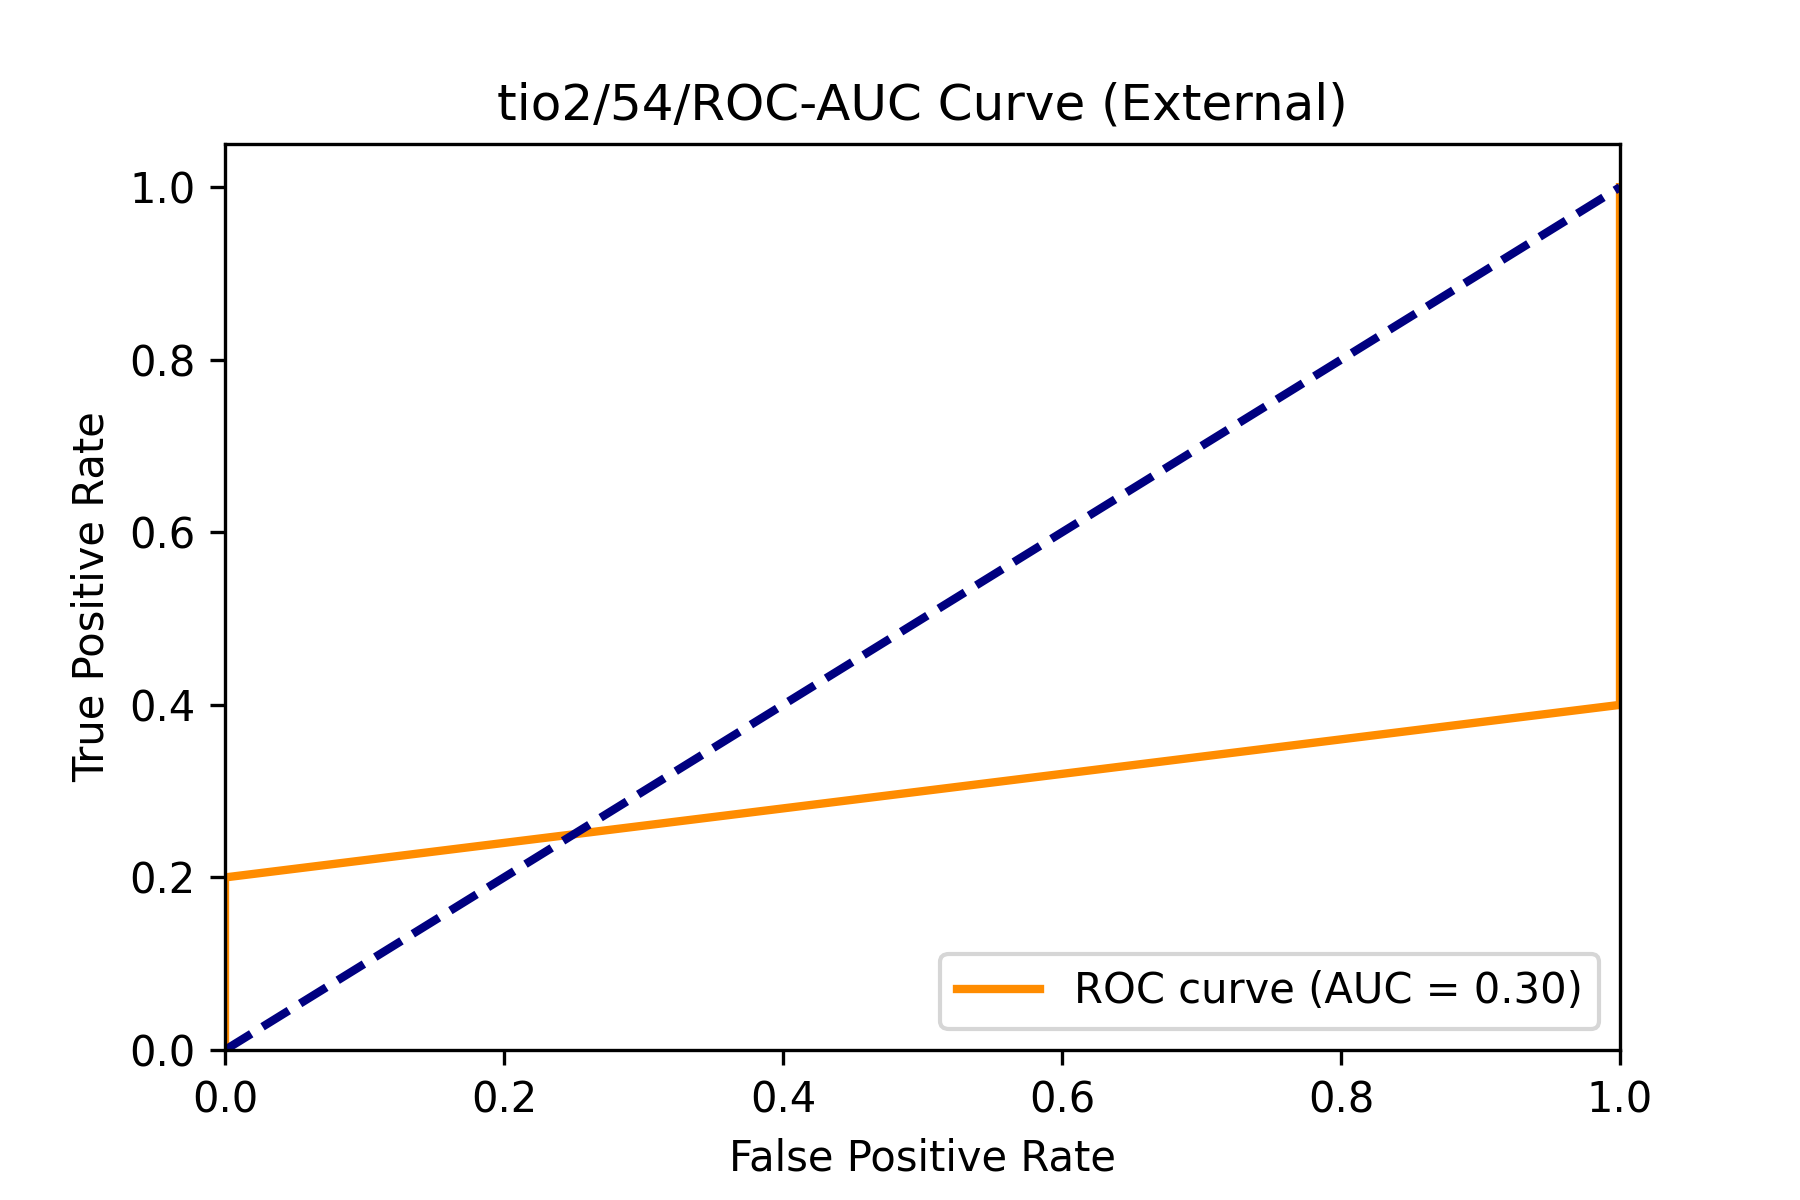 tio2/54/ROC-AUC Curve (External)
1.0
0.8
0.6
0.4
0.2
0.0
True Positive Rate
0.0 0.2 0.4 0.6 0.8 1.0
False Positive Rate
ROC curve (AUC = 0.30)